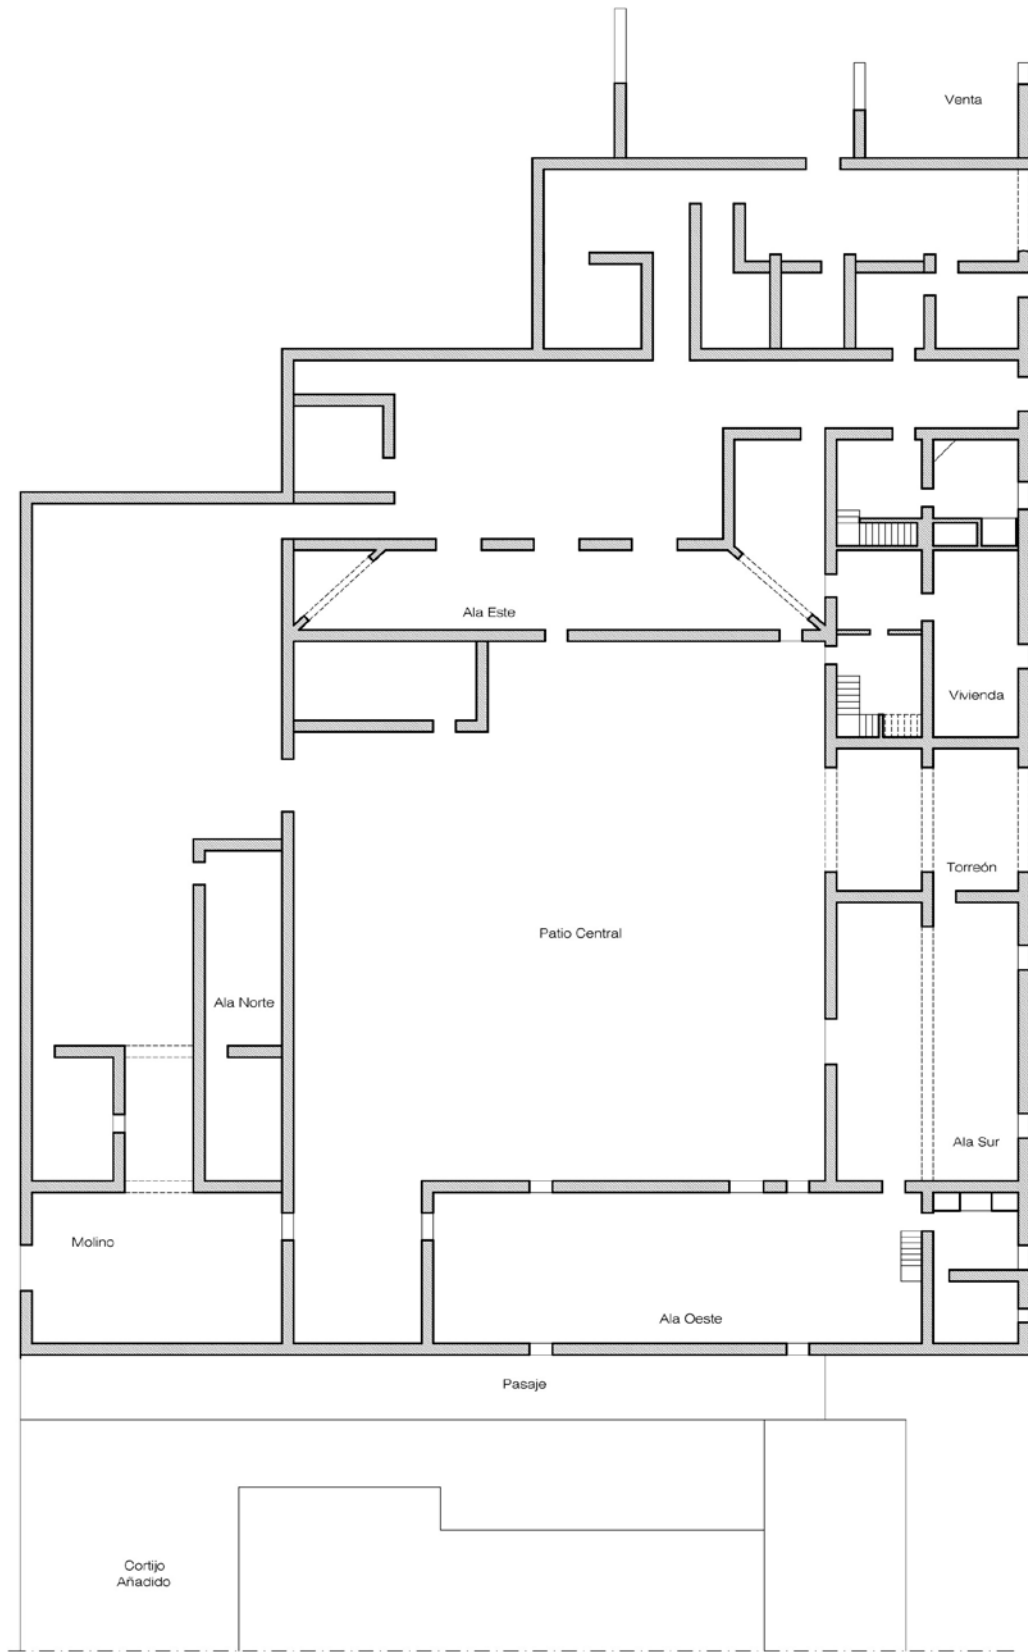 Venta
Ala Este
Vivienda
Torreón
Patio Central
Ala Norte
Ala Sur
Molino
Ala Oeste
Pasaje
Cortijo
Añadido